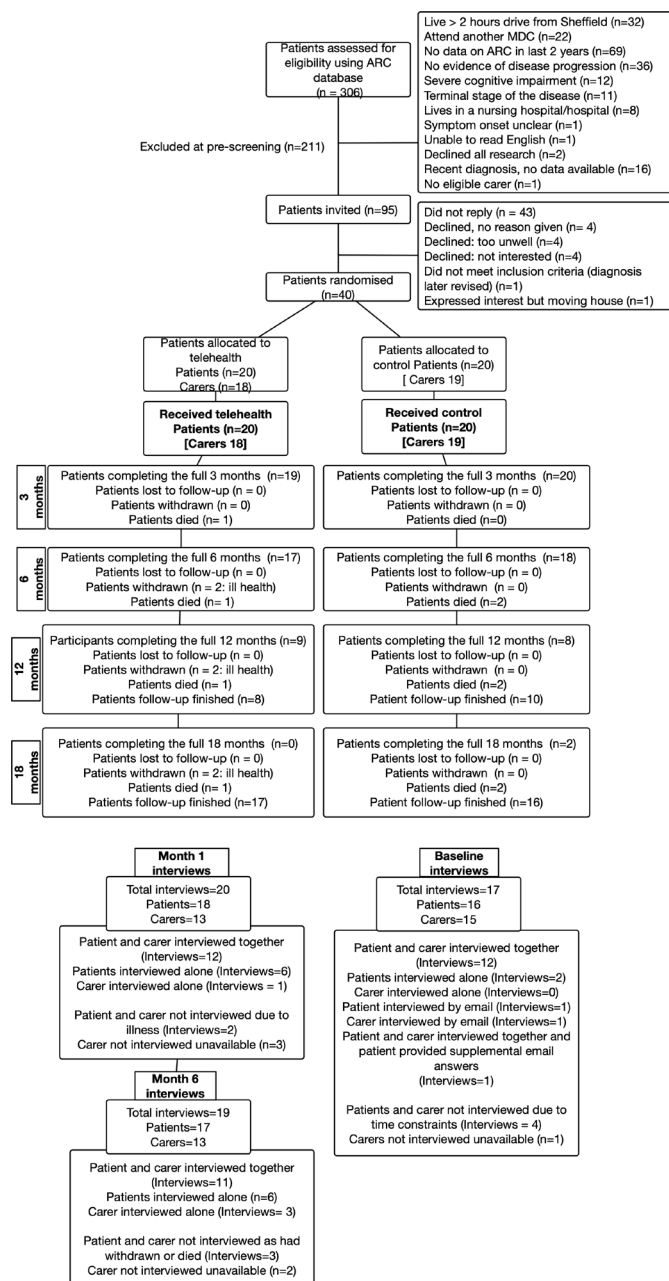 Patients assessed for
eligibility using ARC
database
(n = 306)
Live > 2 hours drive from Sheffield (n=32)
Attend another MDC (n=22)
No data on ARC in last 2 years (n=69)
No evidence of disease progression (n=36)
Severe cognitive impairment (n=12)
Terminal stage of the disease (n=11)
Lives in a nursing hospital/hospital (n=8)
Symptom onset unclear (n=1)
Unable to read English (n=1)
Declined all research (n=2)
Recent diagnosis, no data available (n=16)
No eligible carer (n=1)
Excluded at pre-screening (n=211)
Patients invited (n=95)
Did not reply (n = 43)
Declined, no reason given (n= 4)
Declined: too unwell (n=4)
Declined: not interested (n=4)
Did not meet inclusion criteria (diagnosis
later revised) (n=1)
Expressed interest but moving house (n=1)
Patients randomised
(n=40)
Patients allocated to
telehealth
Patients (n=20)
Carers (n=18)
Patients allocated to
control Patients (n=20)
[ Carers 19]
Received telehealth
Patients (n=20)
[Carers 18]
Received control
Patients (n=20)
[Carers 19]
3
months
Patients completing the full 3 months (n=19)
Patients lost to follow-up (n = 0)
Patients withdrawn (n = 0)
Patients died (n= 1)
Patients completing the full 3 months (n=20)
Patients lost to follow-up (n = 0)
Patients withdrawn (n = 0)
Patients died (n=0)
6
months
Patients completing the full 6 months (n=17)
Patients lost to follow-up (n = 0)
Patients withdrawn (n = 2: ill health)
Patients died (n= 1)
Patients completing the full 6 months (n=18)
Patients lost to follow-up (n = 0)
Patients withdrawn (n = 0)
Patients died (n=2)
12
months
Participants completing the full 12 months (n=9)
Patients lost to follow-up (n = 0)
Patients withdrawn (n = 2: ill health)
Patients died (n= 1)
Patients follow-up finished (n=8)
Patients completing the full 12 months (n=8)
Patients lost to follow-up (n = 0)
Patients withdrawn (n = 0)
Patients died (n=2)
Patient follow-up finished (n=10)
18
months
Patients completing the full 18 months (n=0)
Patients lost to follow-up (n = 0)
Patients withdrawn (n = 2: ill health)
Patients died (n= 1)
Patients follow-up finished (n=17)
Patients completing the full 18 months (n=2)
Patients lost to follow-up (n = 0)
Patients withdrawn (n = 0)
Patients died (n=2)
Patient follow-up finished (n=16)
Month 1
interviews
Total interviews=20
Patients=18
Carers=13
Patient and carer interviewed together
(Interviews=12)
Patients interviewed alone (Interviews=6)
Carer interviewed alone (Interviews = 1)
Patient and carer not interviewed due to
illness (Interviews=2)
Carer not interviewed unavailable (n=3)
Month 6
interviews
Total interviews=19
Patients=17
Carers=13
Patient and carer interviewed together
(Interviews=11)
Patients interviewed alone (n=6)
Carer interviewed alone (Interviews= 3)
Patient and carer not interviewed as had
withdrawn or died (Interviews=3)
Carer not interviewed unavailable (n=2)
Baseline
interviews
Total interviews=17
Patients=16
Carers=15
Patient and carer interviewed together
(Interviews=12)
Patients interviewed alone (Interviews=2)
Carer interviewed alone (Interviews=0)
Patient interviewed by email (Interviews=1)
Carer interviewed by email (Interviews=1)
Patient and carer interviewed together and
patient provided supplemental email
answers
(Interviews=1)
Patients and carer not interviewed due to
time constraints (Interviews = 4)
Carers not interviewed unavailable (n=1)